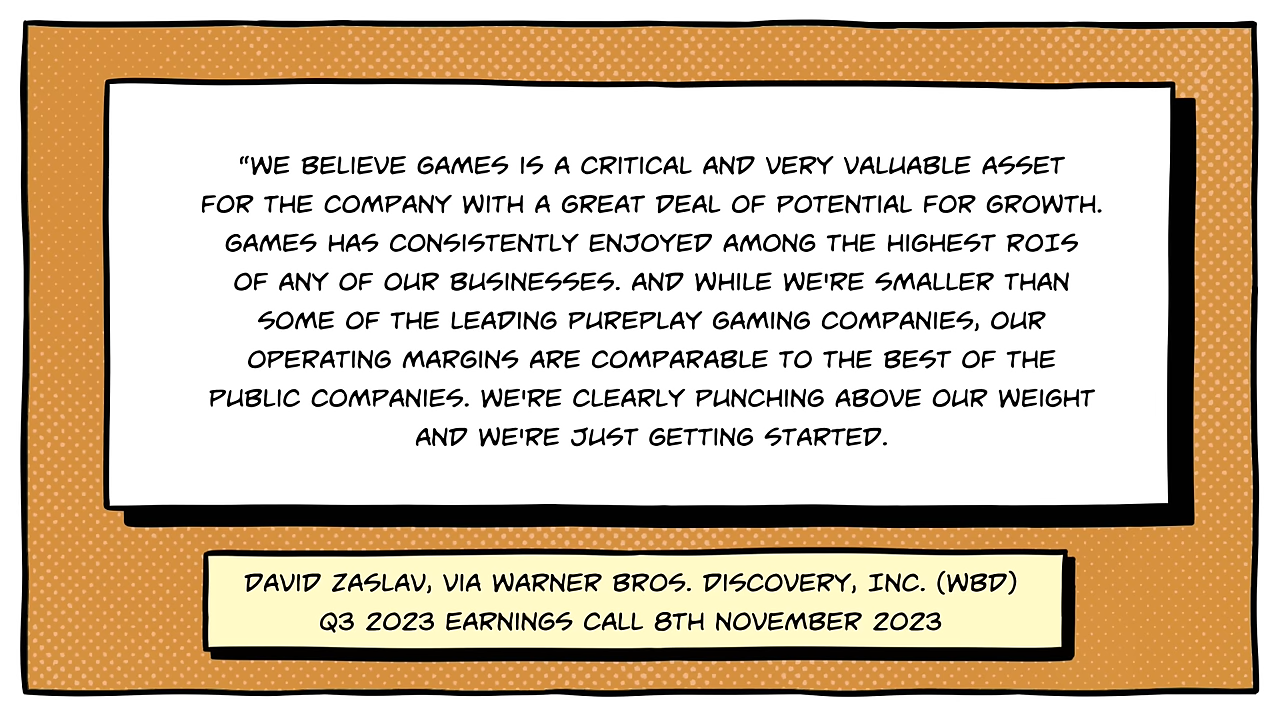 “WE BELIEVE GAMES IS A CRITICAL AND VERY VALUABLE ASSET
FOR THE COMPANY WITH A GREAT DEAL OF POTENTIAL FOR GROWTH.
GAMES HAS CONSISTENTLY ENJOYED AMONG THE HIGHEST ROIS
OF ANY OF OUR BUSINESSES. AND WHILE WE'RE SMALLER THAN
SOME OF THE LEADING PUREPLAY GAMING COMPANIES, OUR
OPERATING MARGINS ARE COMPARABLE TO THE BEST OF THE
PUBLIC COMPANIES. WE'RE CLEARLY PUNCHING ABOVE OUR WEIGHT
AND WE'RE JUST GETTING STARTED.
DAVID ZASLAV, VIA WARNER BROS. DISCOVERY, INC. (WBD)
Q3 2023 EARNINGS CALL 8TH NOVEMBER 2023